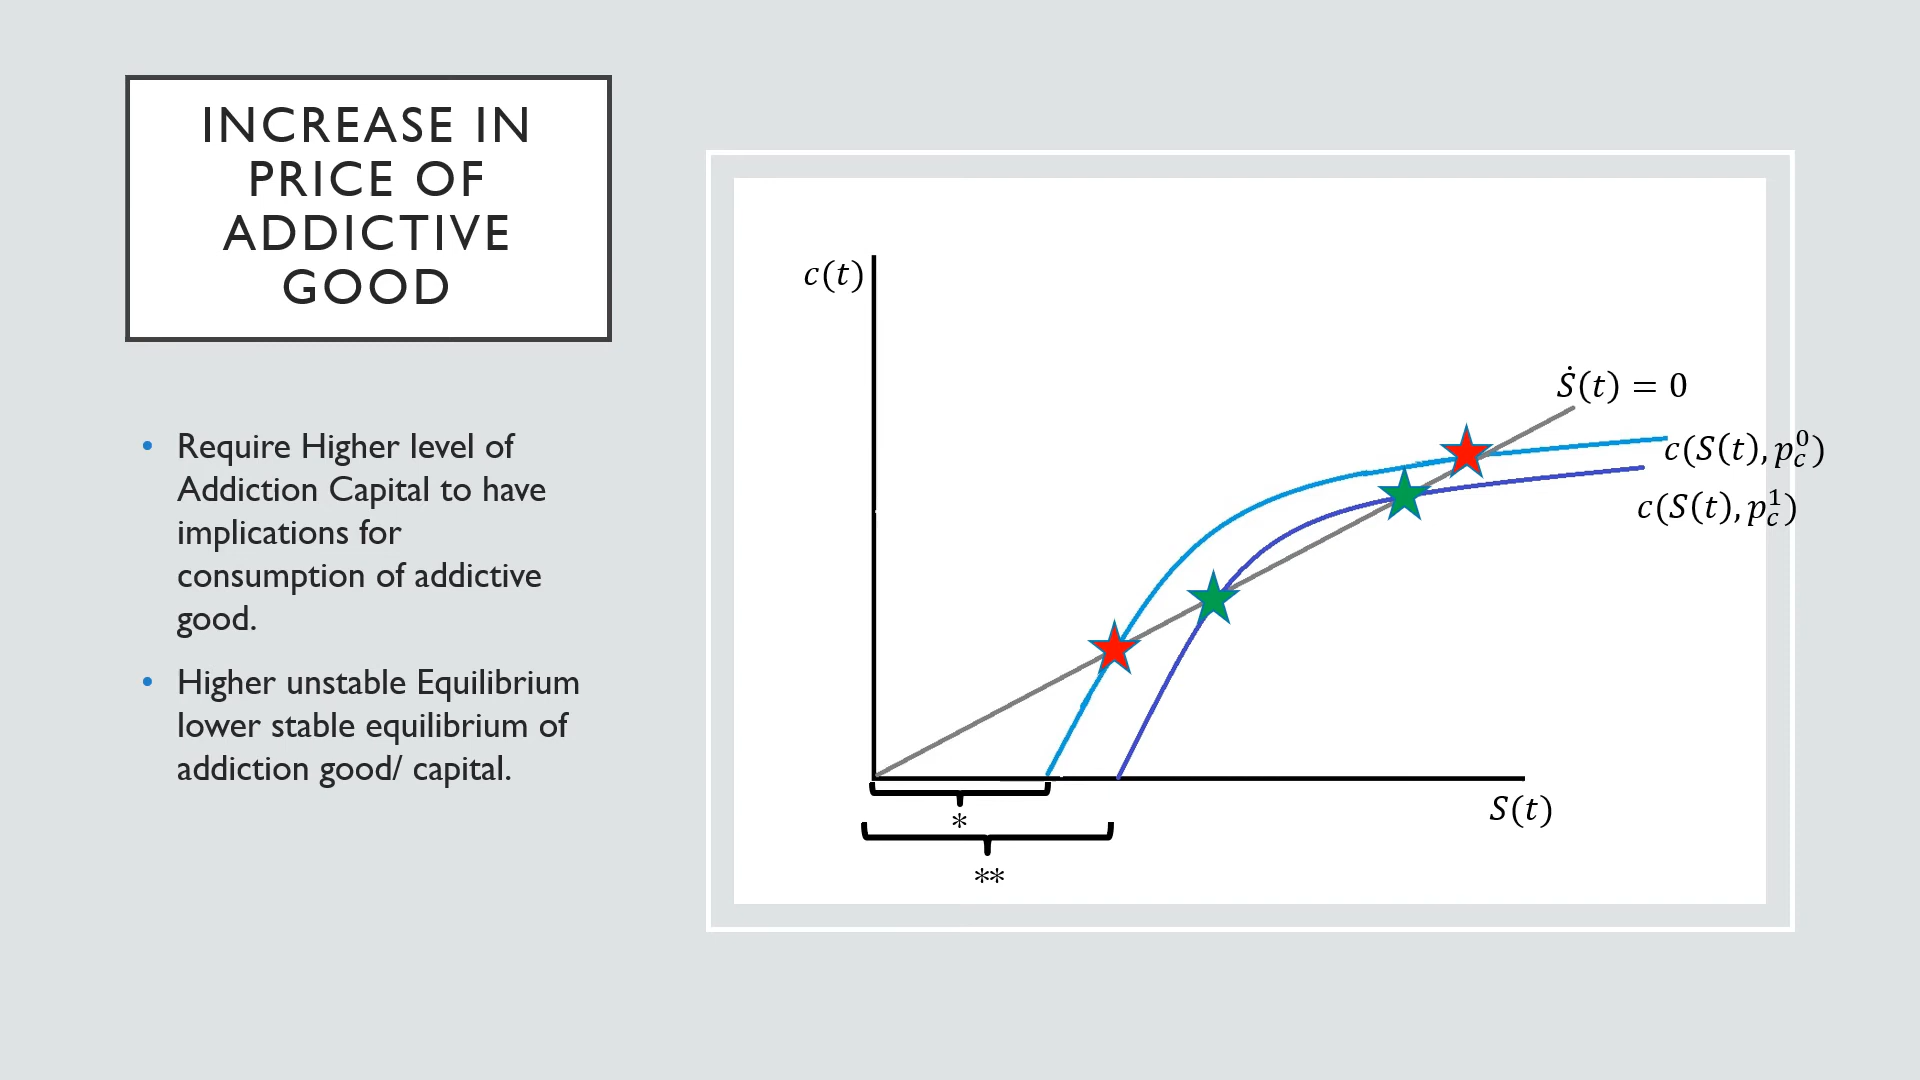 INCREASE IN
PRICE OF
ADDICTIVE
GOOD
• Require Higher level of
Addiction Capital to have
implications for
consumption of addictive
good.
• Higher unstable Equilibrium
lower stable equilibrium of
addiction good/ capital.
c(t)
Ṡ(t) = 0
c(S(t), p_c^0)
c(S(t), p_c^1)
S(t)
*
**